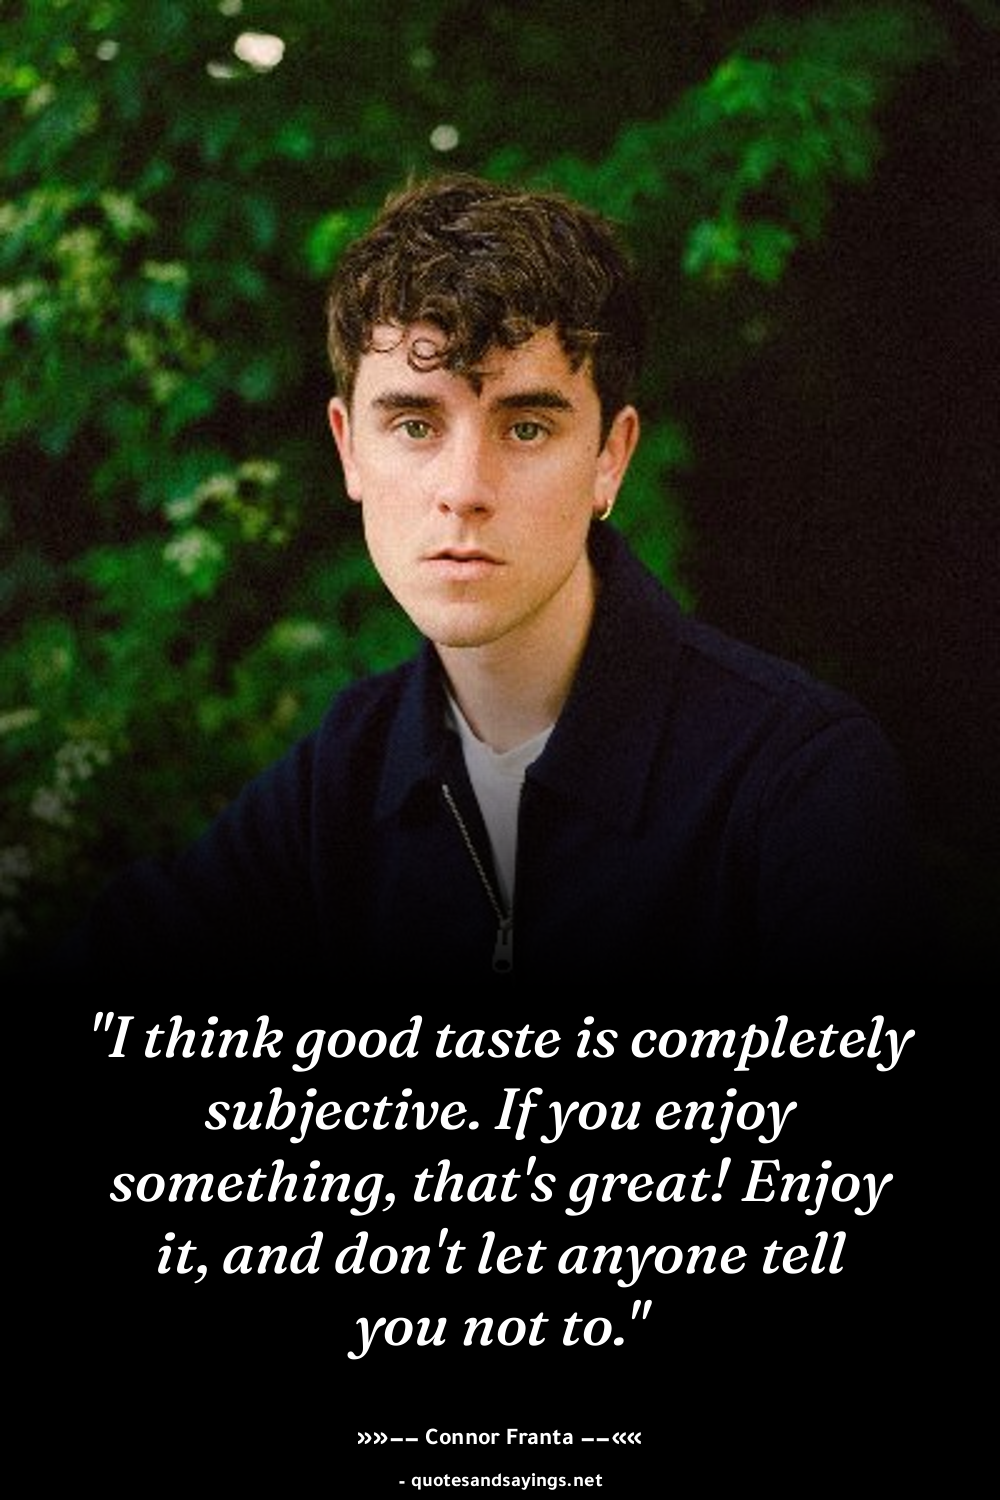 "I think good taste is completely
subjective. If you enjoy
something, that's great! Enjoy
it, and don't let anyone tell
you not to."
»»–– Connor Franta ––««
- quotesandsayings.net